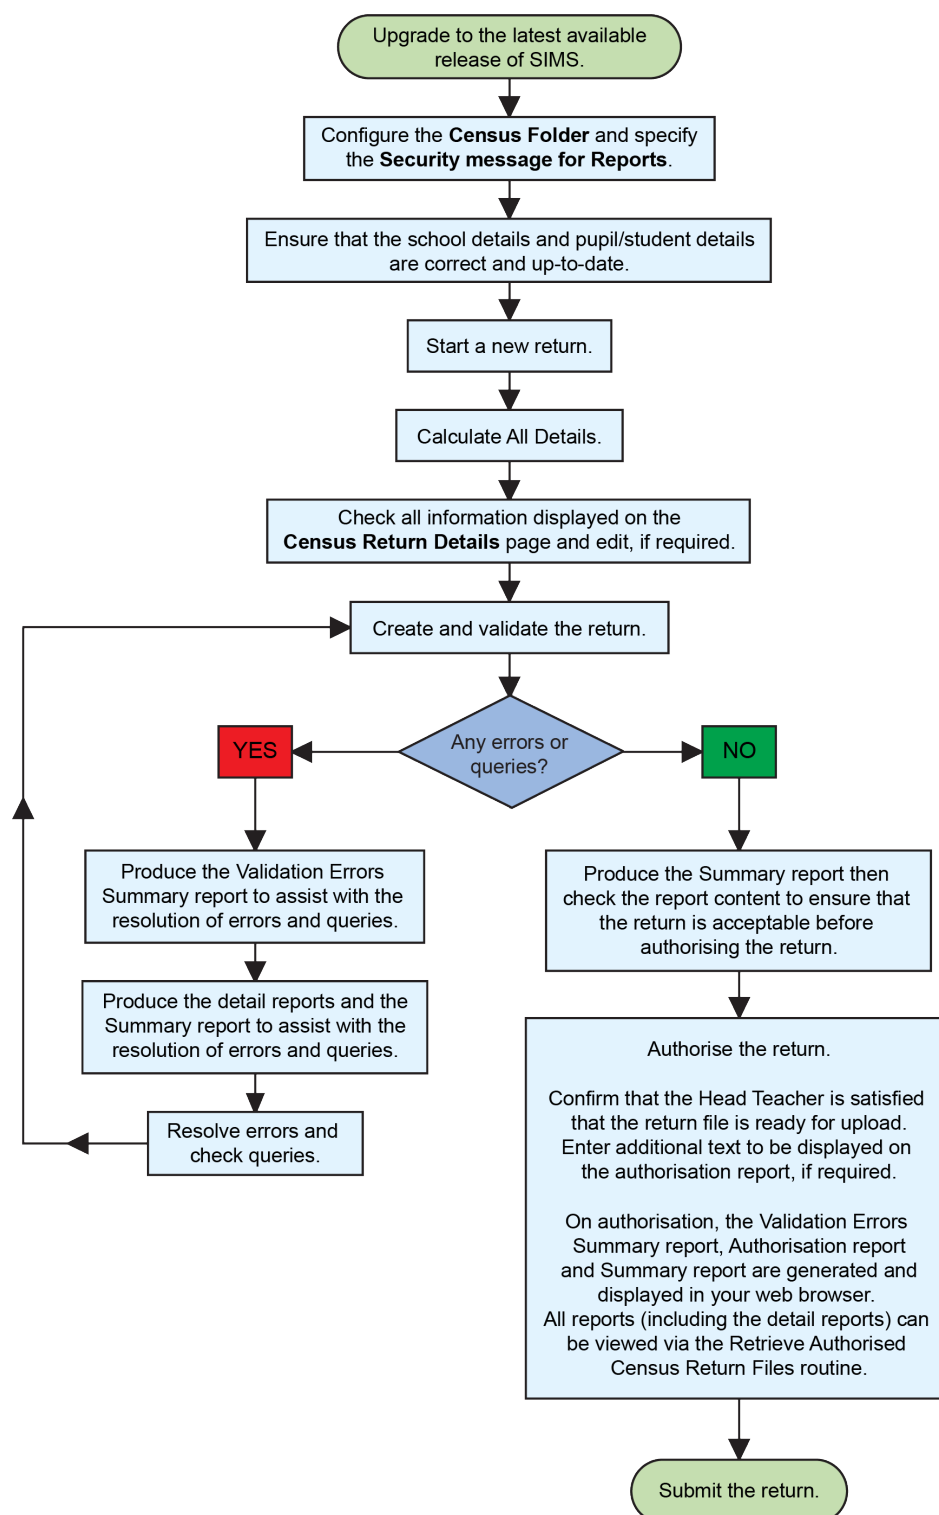 Upgrade to the latest available
release of SIMS.
Configure the Census Folder and specify
the Security message for Reports.
Ensure that the school details and pupil/student details
are correct and up-to-date.
Start a new return.
Calculate All Details.
Check all information displayed on the
Census Return Details page and edit, if required.
Create and validate the return.
Any errors or
queries?
YES
NO
Produce the Validation Errors
Summary report to assist with the
resolution of errors and queries.
Produce the detail reports and the
Summary report to assist with the
resolution of errors and queries.
Resolve errors and
check queries.
Produce the Summary report then
check the report content to ensure that
the return is acceptable before
authorising the return.
Authorise the return.
Confirm that the Head Teacher is satisfied
that the return file is ready for upload.
Enter additional text to be displayed on
the authorisation report, if required.
On authorisation, the Validation Errors
Summary report, Authorisation report
and Summary report are generated and
displayed in your web browser.
All reports (including the detail reports) can
be viewed via the Retrieve Authorised
Census Return Files routine.
Submit the return.